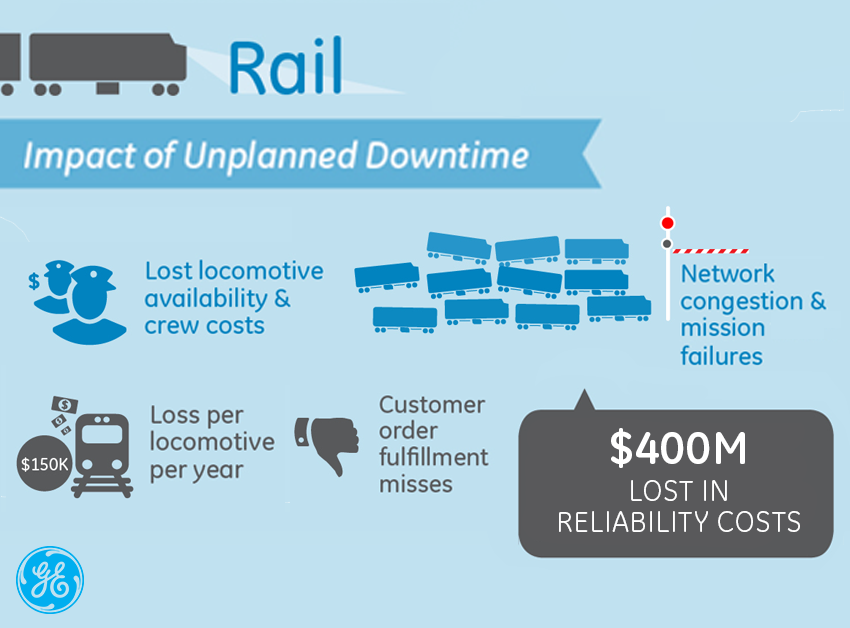 Rail
Impact of Unplanned Downtime
$
Lost locomotive
availability &
crew costs
Network
congestion &
mission
failures
$
$150K
Loss per
locomotive
per year
Customer
order
fulfillment
misses
$400M
LOST IN
RELIABILITY COSTS
GE